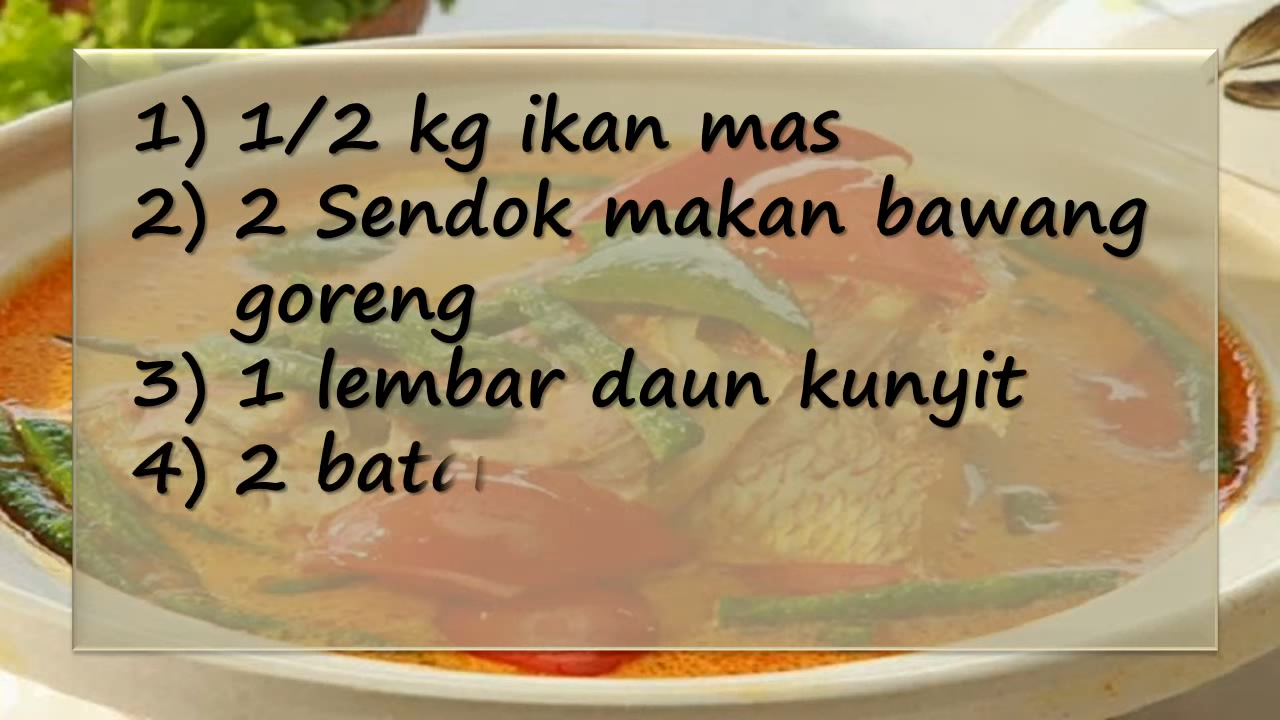 1) 1/2 kg ikan mas
2) 2 Sendok makan bawang
goreng
3) 1 lembar daun kunyit
4) 2